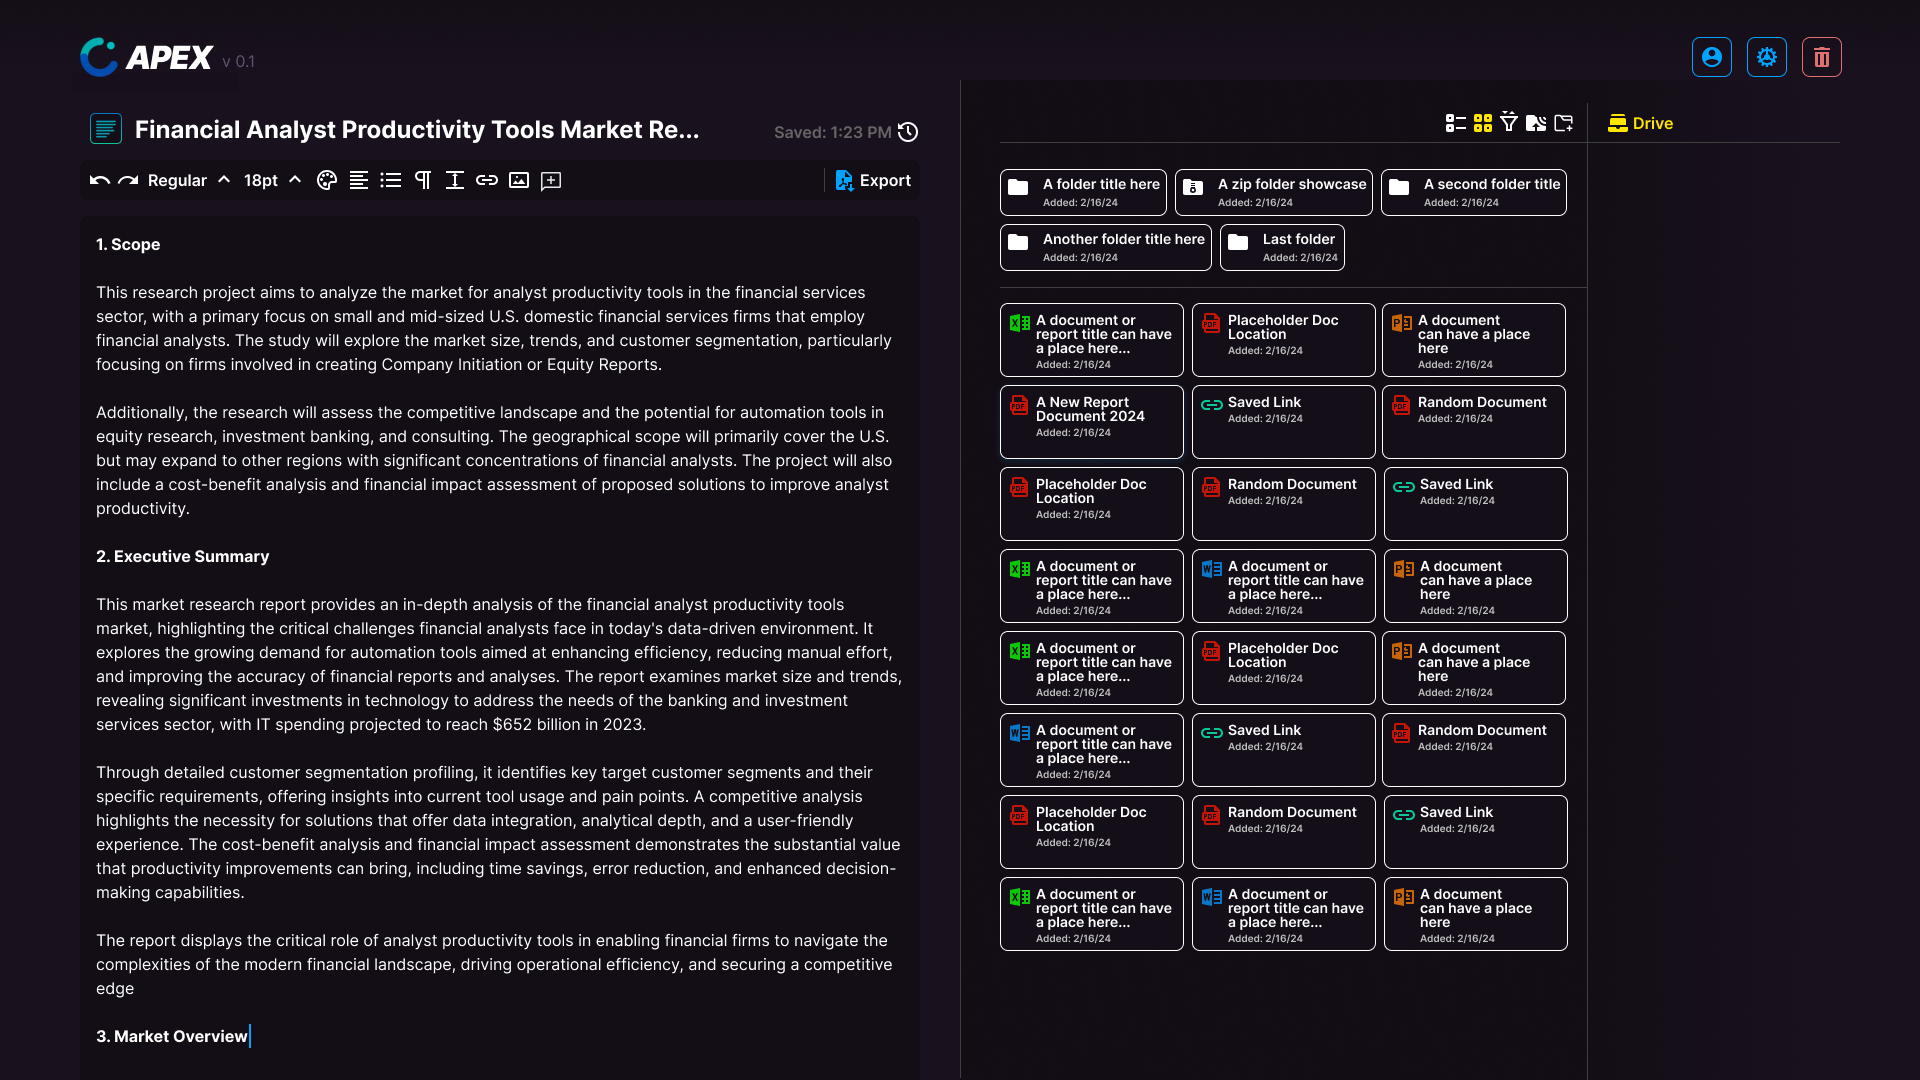 APEX v 0.1
Financial Analyst Productivity Tools Market Re...
Saved: 1:23 PM
Regular
18pt
Export
1. Scope
This research project aims to analyze the market for analyst productivity tools in the financial services
sector, with a primary focus on small and mid-sized U.S. domestic financial services firms that employ
financial analysts. The study will explore the market size, trends, and customer segmentation, particularly
focusing on firms involved in creating Company Initiation or Equity Reports.
Additionally, the research will assess the competitive landscape and the potential for automation tools in
equity research, investment banking, and consulting. The geographical scope will primarily cover the U.S.
but may expand to other regions with significant concentrations of financial analysts. The project will also
include a cost-benefit analysis and financial impact assessment of proposed solutions to improve analyst
productivity.
2. Executive Summary
This market research report provides an in-depth analysis of the financial analyst productivity tools
market, highlighting the critical challenges financial analysts face in today's data-driven environment. It
explores the growing demand for automation tools aimed at enhancing efficiency, reducing manual effort,
and improving the accuracy of financial reports and analyses. The report examines market size and trends,
revealing significant investments in technology to address the needs of the banking and investment
services sector, with IT spending projected to reach $652 billion in 2023.
Through detailed customer segmentation profiling, it identifies key target customer segments and their
specific requirements, offering insights into current tool usage and pain points. A competitive analysis
highlights the necessity for solutions that offer data integration, analytical depth, and a user-friendly
experience. The cost-benefit analysis and financial impact assessment demonstrates the substantial value
that productivity improvements can bring, including time savings, error reduction, and enhanced decision-
making capabilities.
The report displays the critical role of analyst productivity tools in enabling financial firms to navigate the
complexities of the modern financial landscape, driving operational efficiency, and securing a competitive
edge
3. Market Overview
Drive
A folder title here
Added: 2/16/24
A zip folder showcase
Added: 2/16/24
A second folder title
Added: 2/16/24
Another folder title here
Added: 2/16/24
Last folder
Added: 2/16/24
A document or
report title can have
a place here...
Added: 2/16/24
PDF
Placeholder Doc
Location
Added: 2/16/24
A document
can have a place
here
Added: 2/16/24
PDF
A New Report
Document 2024
Added: 2/16/24
Saved Link
Added: 2/16/24
PDF
Random Document
Added: 2/16/24
PDF
Placeholder Doc
Location
Added: 2/16/24
PDF
Random Document
Added: 2/16/24
Saved Link
Added: 2/16/24
A document or
report title can have
a place here...
Added: 2/16/24
A document or
report title can have
a place here...
Added: 2/16/24
A document
can have a place
here
Added: 2/16/24
A document or
report title can have
a place here...
Added: 2/16/24
PDF
Placeholder Doc
Location
Added: 2/16/24
A document
can have a place
here
Added: 2/16/24
A document or
report title can have
a place here...
Added: 2/16/24
Saved Link
Added: 2/16/24
PDF
Random Document
Added: 2/16/24
PDF
Placeholder Doc
Location
Added: 2/16/24
PDF
Random Document
Added: 2/16/24
Saved Link
Added: 2/16/24
A document or
report title can have
a place here...
Added: 2/16/24
A document or
report title can have
a place here...
Added: 2/16/24
A document
can have a place
here
Added: 2/16/24